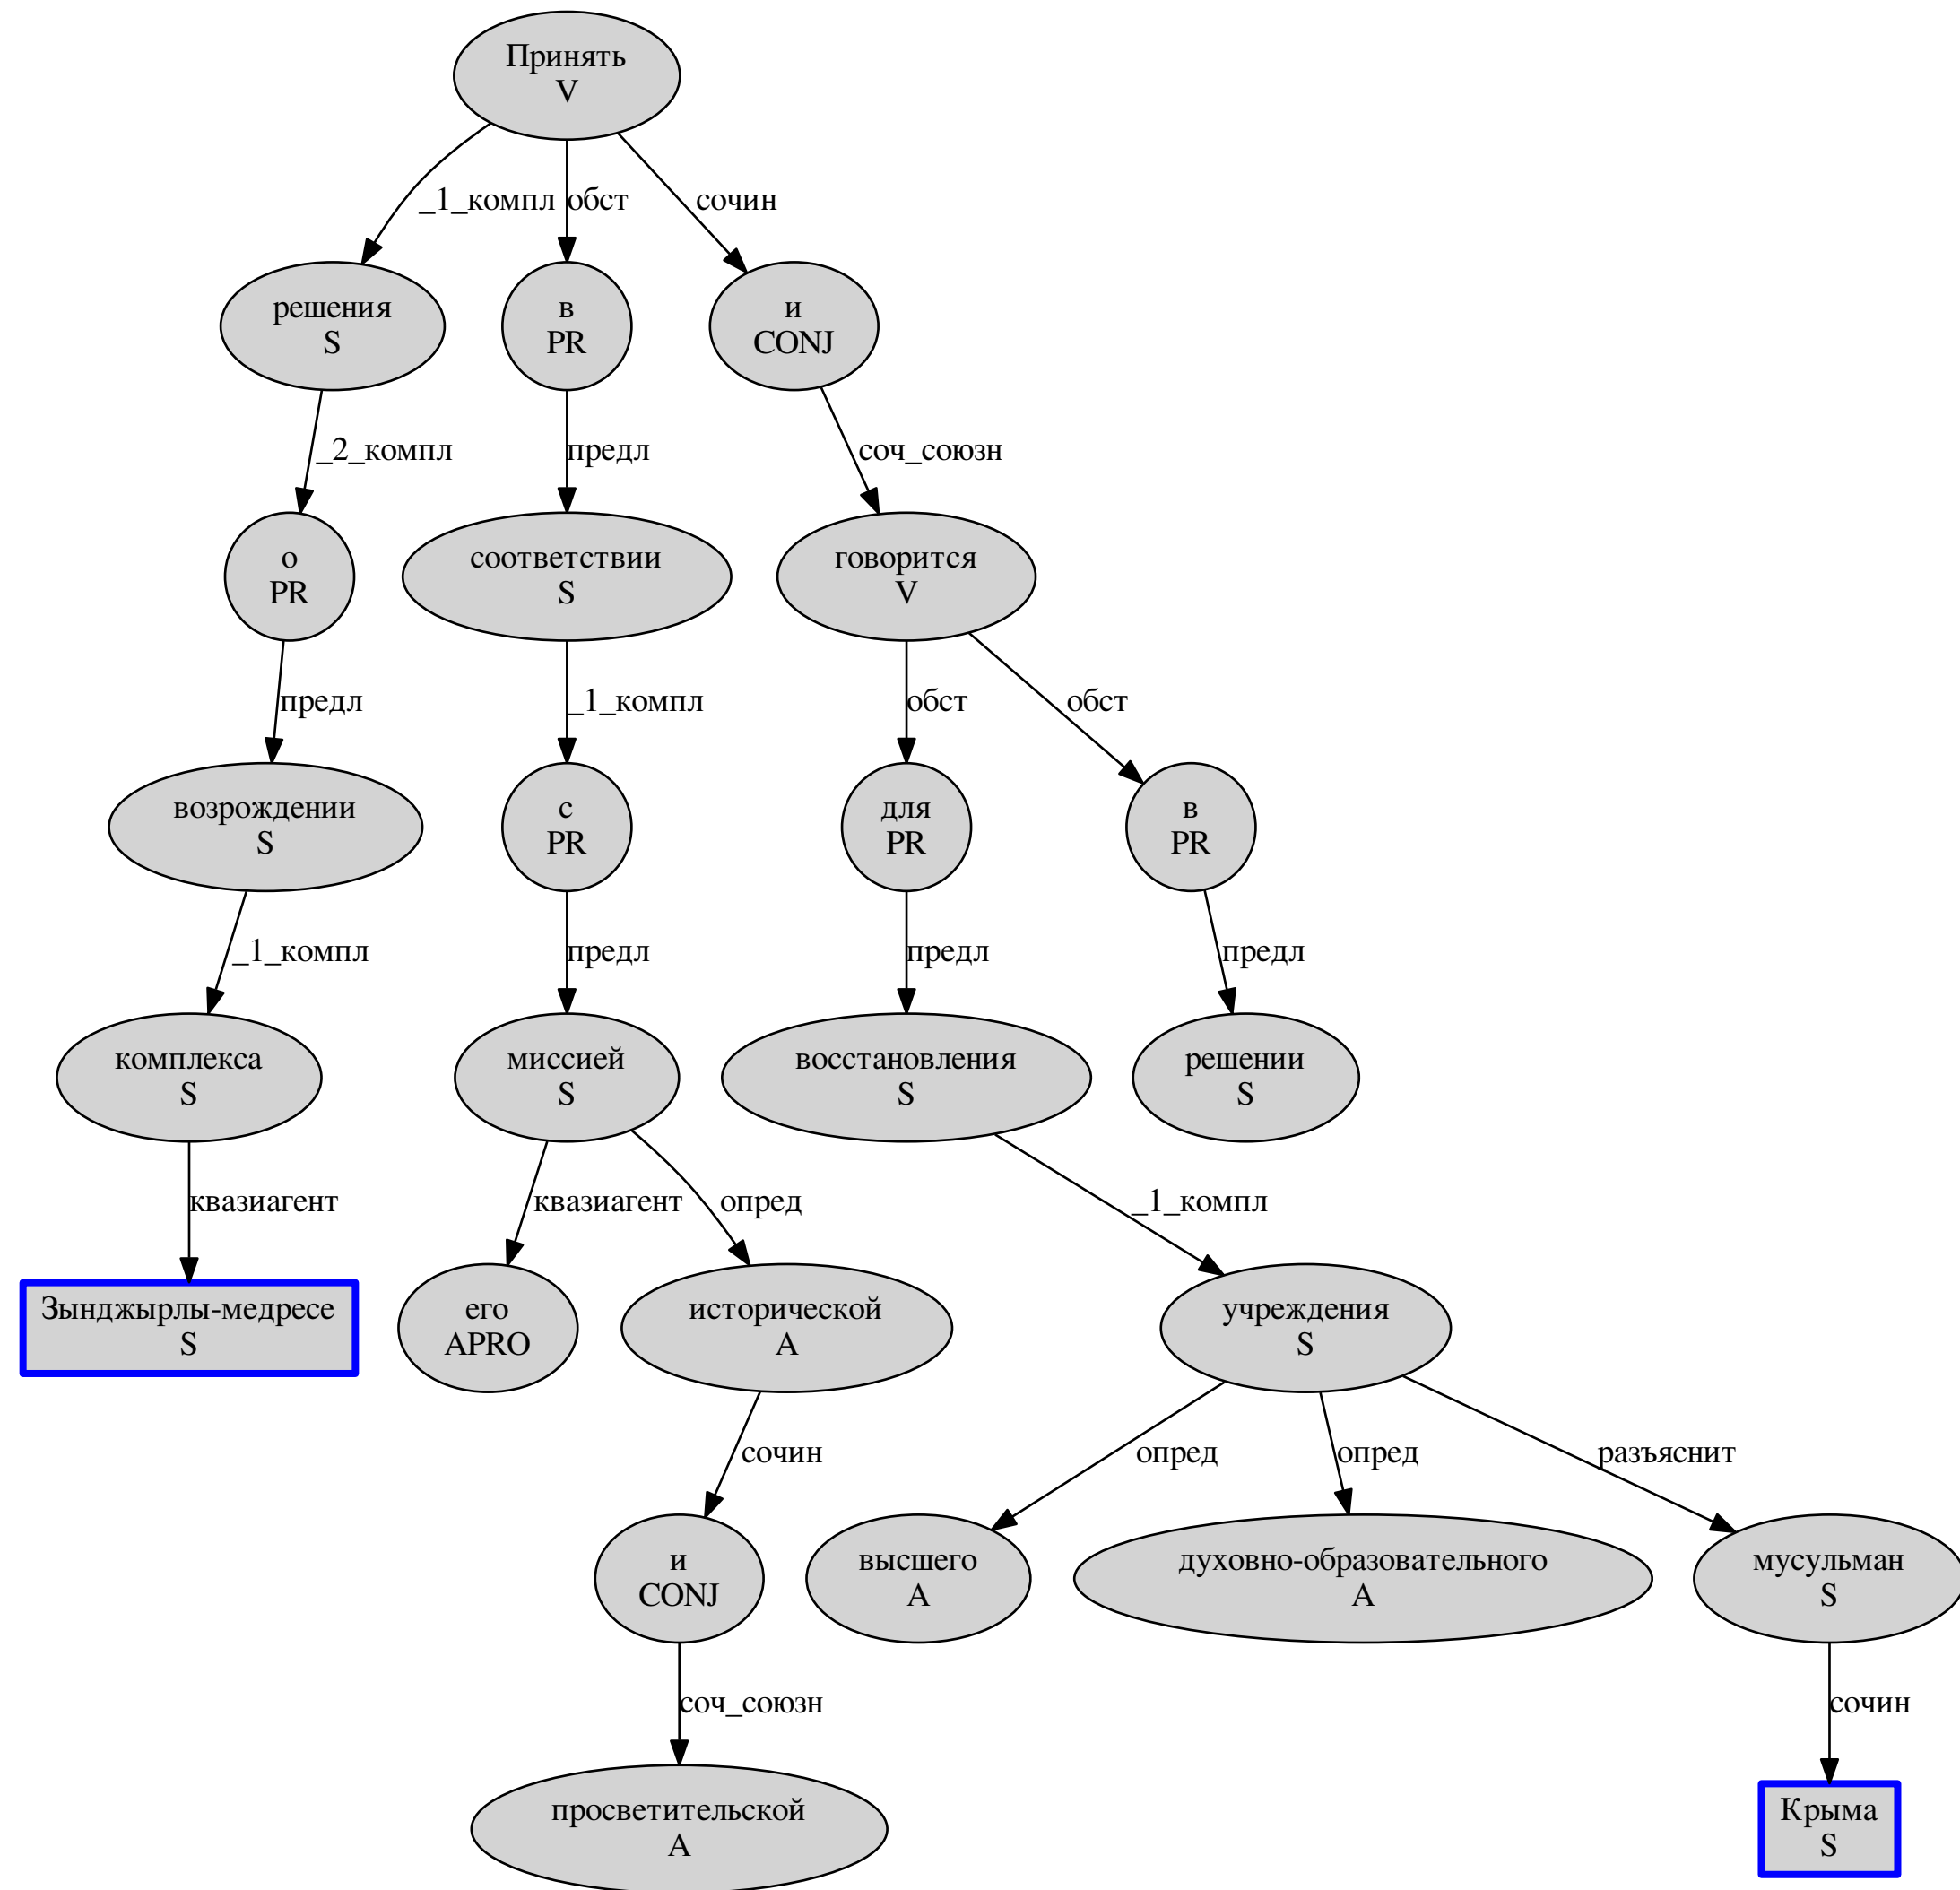 Принять
V
_1_компл
обст
сочин
решения
S
в
PR
и
CONJ
_2_компл
предл
соч_союзн
о
PR
соответствии
S
говорится
V
предл
_1_компл
обст
обст
возрождении
S
с
PR
для
PR
в
PR
_1_компл
предл
предл
предл
комплекса
S
миссией
S
восстановления
S
решении
S
квазиагент
квазиагент
опред
_1_компл
Зынджырлы-медресе
S
его
APRO
исторической
A
учреждения
S
сочин
опред
опред
разъяснит
и
CONJ
высшего
A
духовно-образовательного
A
мусульман
S
соч_союзн
сочин
просветительской
A
Крыма
S